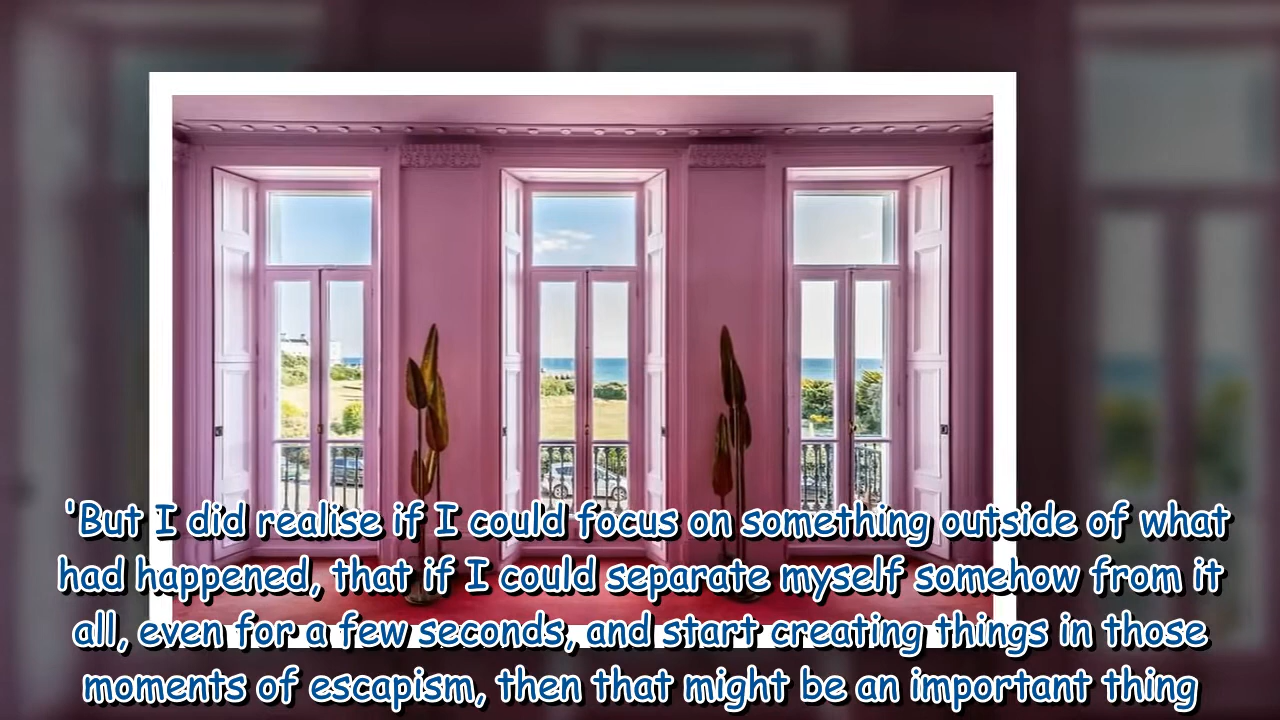 'But I did realise if I could focus on something outside of what
had happened, that if I could separate myself somehow from it
all, even for a few seconds, and start creating things in those
moments of escapism, then that might be an important thing